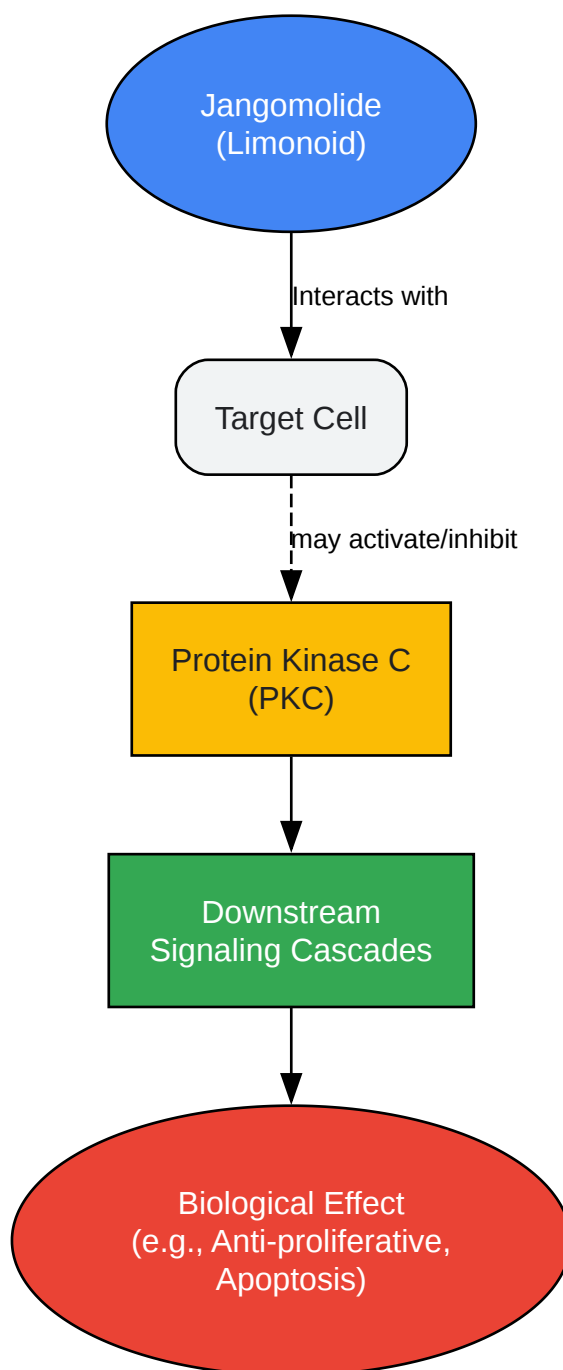 Jangomolide
(Limonoid)
Interacts with
Target Cell
may activate/inhibit
Protein Kinase C
(PKC)
Downstream
Signaling Cascades
Biological Effect
(e.g., Anti-proliferative,
Apoptosis)